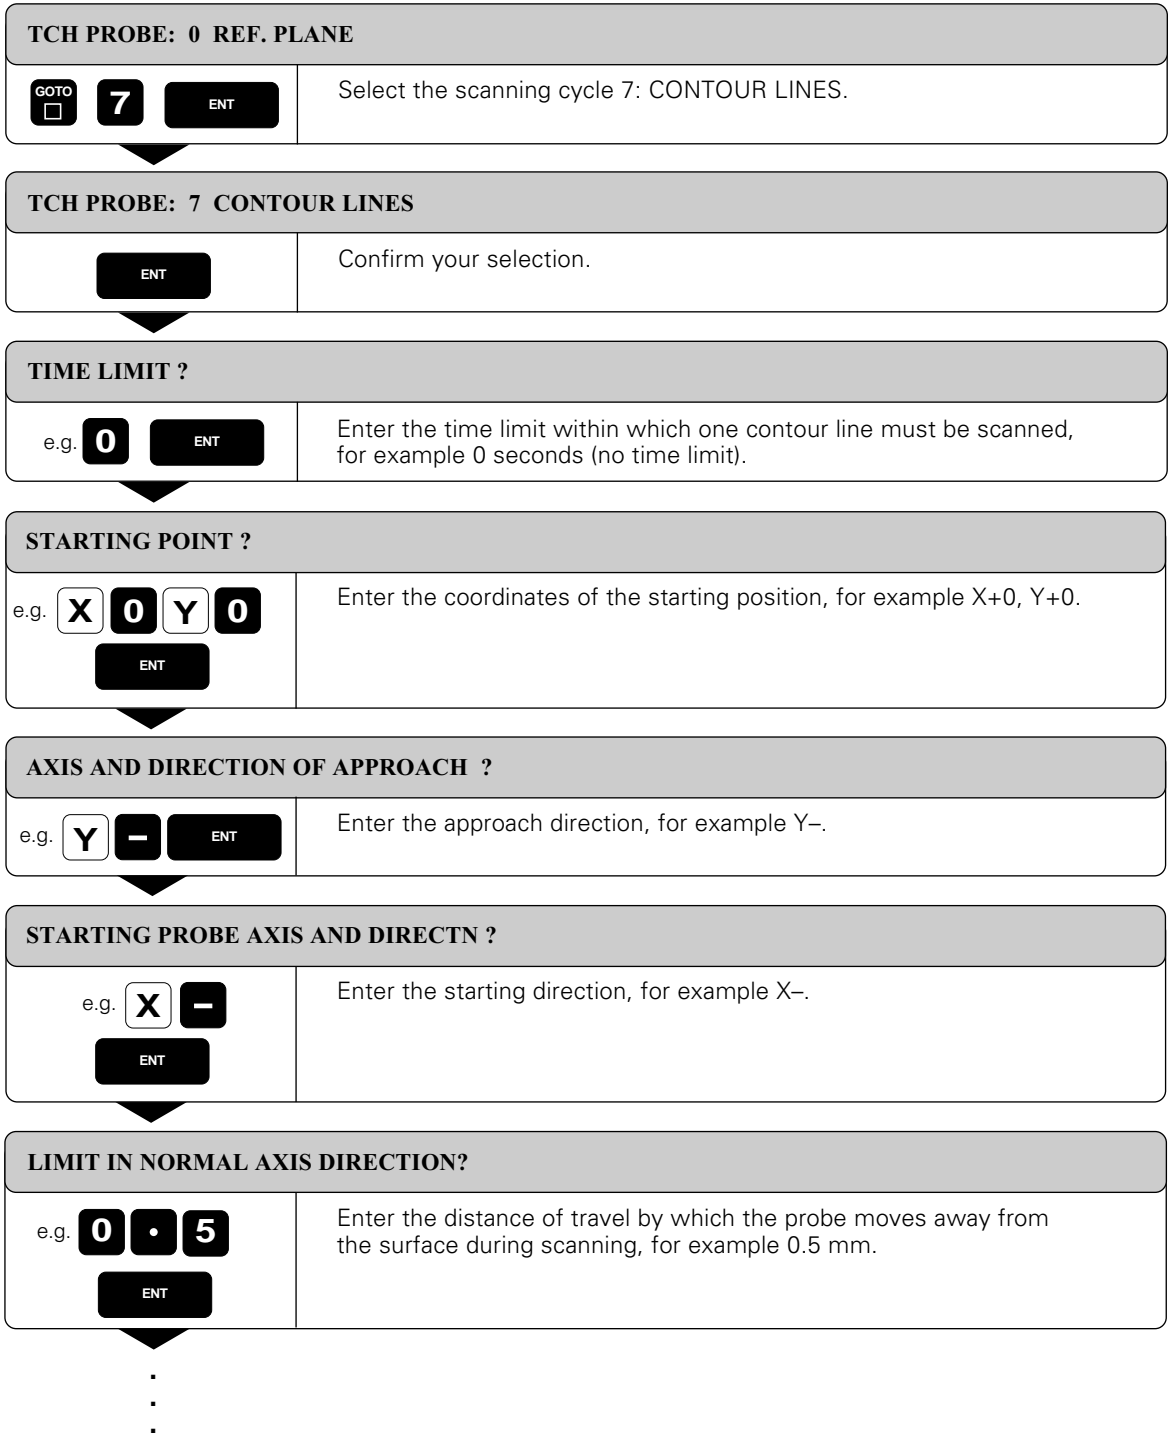 TCH PROBE: 0 REF. PLANE
GOTO 7 ENT
Select the scanning cycle 7: CONTOUR LINES.
TCH PROBE: 7 CONTOUR LINES
ENT
Confirm your selection.
TIME LIMIT ?
e.g. 0 ENT
Enter the time limit within which one contour line must be scanned,
for example 0 seconds (no time limit).
STARTING POINT ?
e.g. X 0 Y 0
ENT
Enter the coordinates of the starting position, for example X+0, Y+0.
AXIS AND DIRECTION OF APPROACH ?
e.g. Y – ENT
Enter the approach direction, for example Y–.
STARTING PROBE AXIS AND DIRECTN ?
e.g. X –
ENT
Enter the starting direction, for example X–.
LIMIT IN NORMAL AXIS DIRECTION?
e.g. 0 • 5
ENT
Enter the distance of travel by which the probe moves away from
the surface during scanning, for example 0.5 mm.
.
.
.